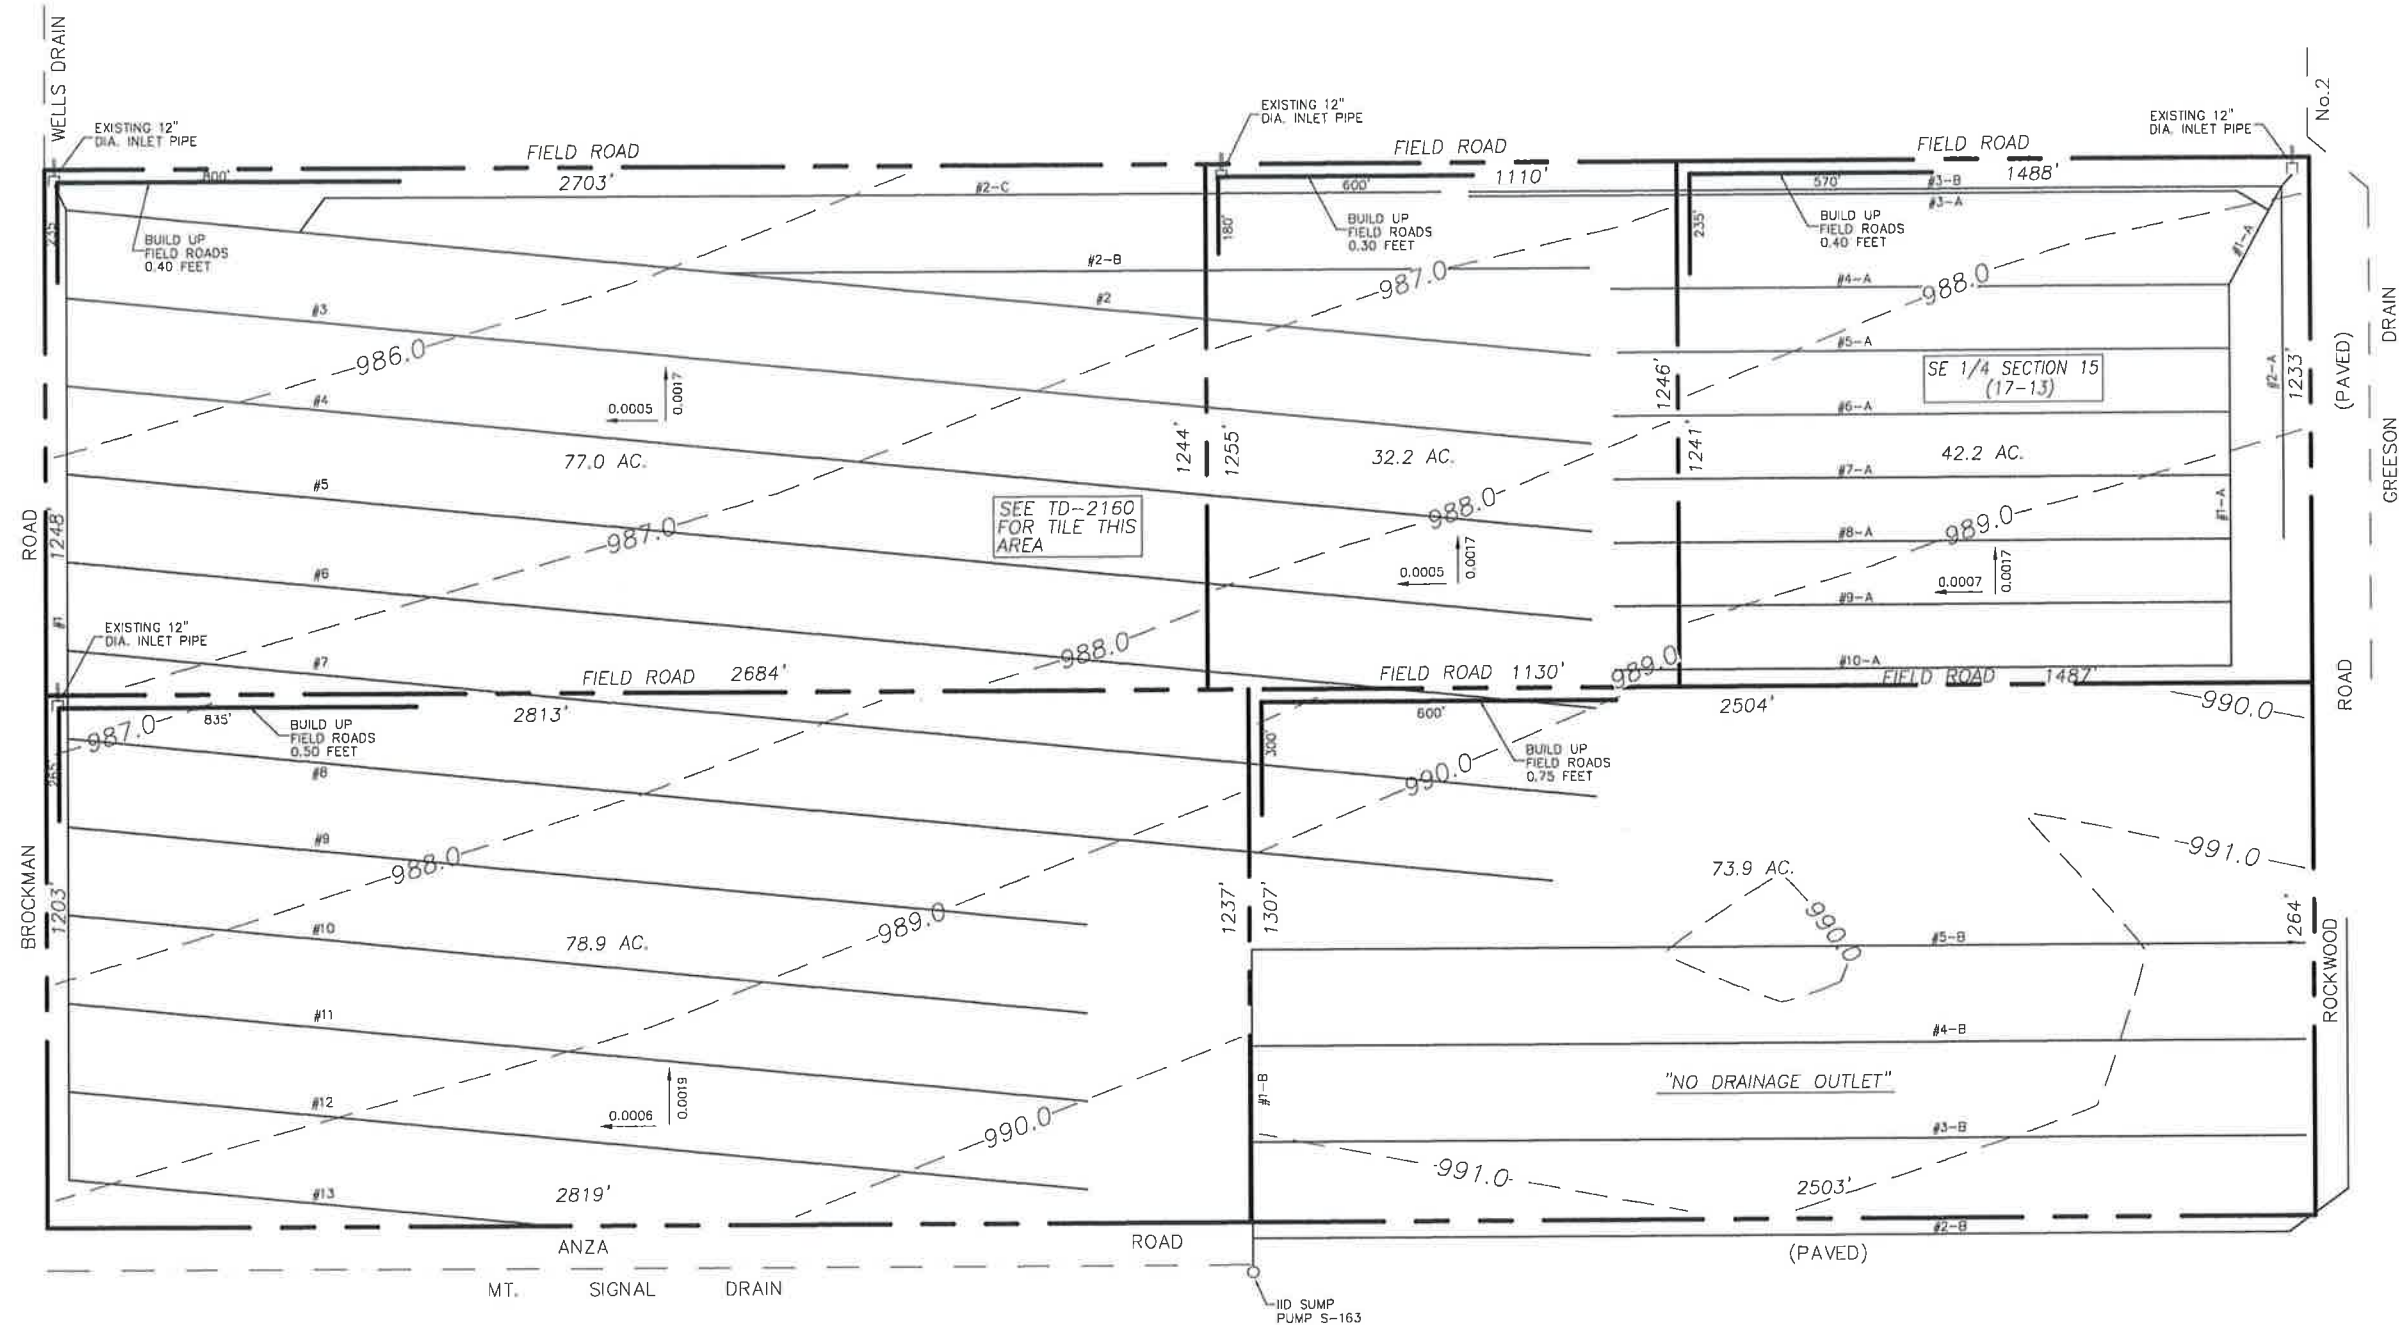 WELLS DRAIN
EXISTING 12"
DIA. INLET PIPE
FIELD ROAD
2703'
800'
235'
BUILD UP
FIELD ROADS
0.40 FEET
#2-C
EXISTING 12"
DIA. INLET PIPE
FIELD ROAD
1110'
600'
180'
BUILD UP
FIELD ROADS
0.30 FEET
EXISTING 12"
DIA. INLET PIPE
No.2
FIELD ROAD
1488'
570'
235'
#3-B
#3-A
BUILD UP
FIELD ROADS
0.40 FEET
#1-A
#2-B
#2
987.0
#4-A
988.0
#3
986.0
#5-A
SE 1/4 SECTION 15
(17-13)
#2-A
1233'
(PAVED)
GREESON DRAIN
#4
0.0005
0.0017
1246'
#6-A
77.0 AC.
1244'
1255'
32.2 AC.
1241'
42.2 AC.
#7-A
#5
SEE TD-2160
FOR TILE THIS
AREA
987.0
988.0
989.0
#1-A
#8-A
ROAD
1248'
0.0005
0.0017
0.0007
0.0017
#6
#9-A
#1
EXISTING 12"
DIA. INLET PIPE
#7
988.0
989.0
#10-A
FIELD ROAD 2684'
FIELD ROAD 1130'
FIELD ROAD 1487'
ROAD
987.0
835'
2813'
265'
BUILD UP
FIELD ROADS
0.50 FEET
600'
2504'
990.0
300'
BUILD UP
FIELD ROADS
0.75 FEET
990.0
#8
#9
988.0
991.0
73.9 AC.
BROCKMAN
1203'
989.0
1237'
1307'
990.0
264'
#10
78.9 AC.
#5-B
ROCKWOOD
#11
#4-B
0.0006
0.0019
#1-B
"NO DRAINAGE OUTLET"
#12
990.0
#3-B
991.0
#13
2819'
2503'
#2-B
ANZA ROAD
(PAVED)
MT. SIGNAL DRAIN
IID SUMP
PUMP S-163